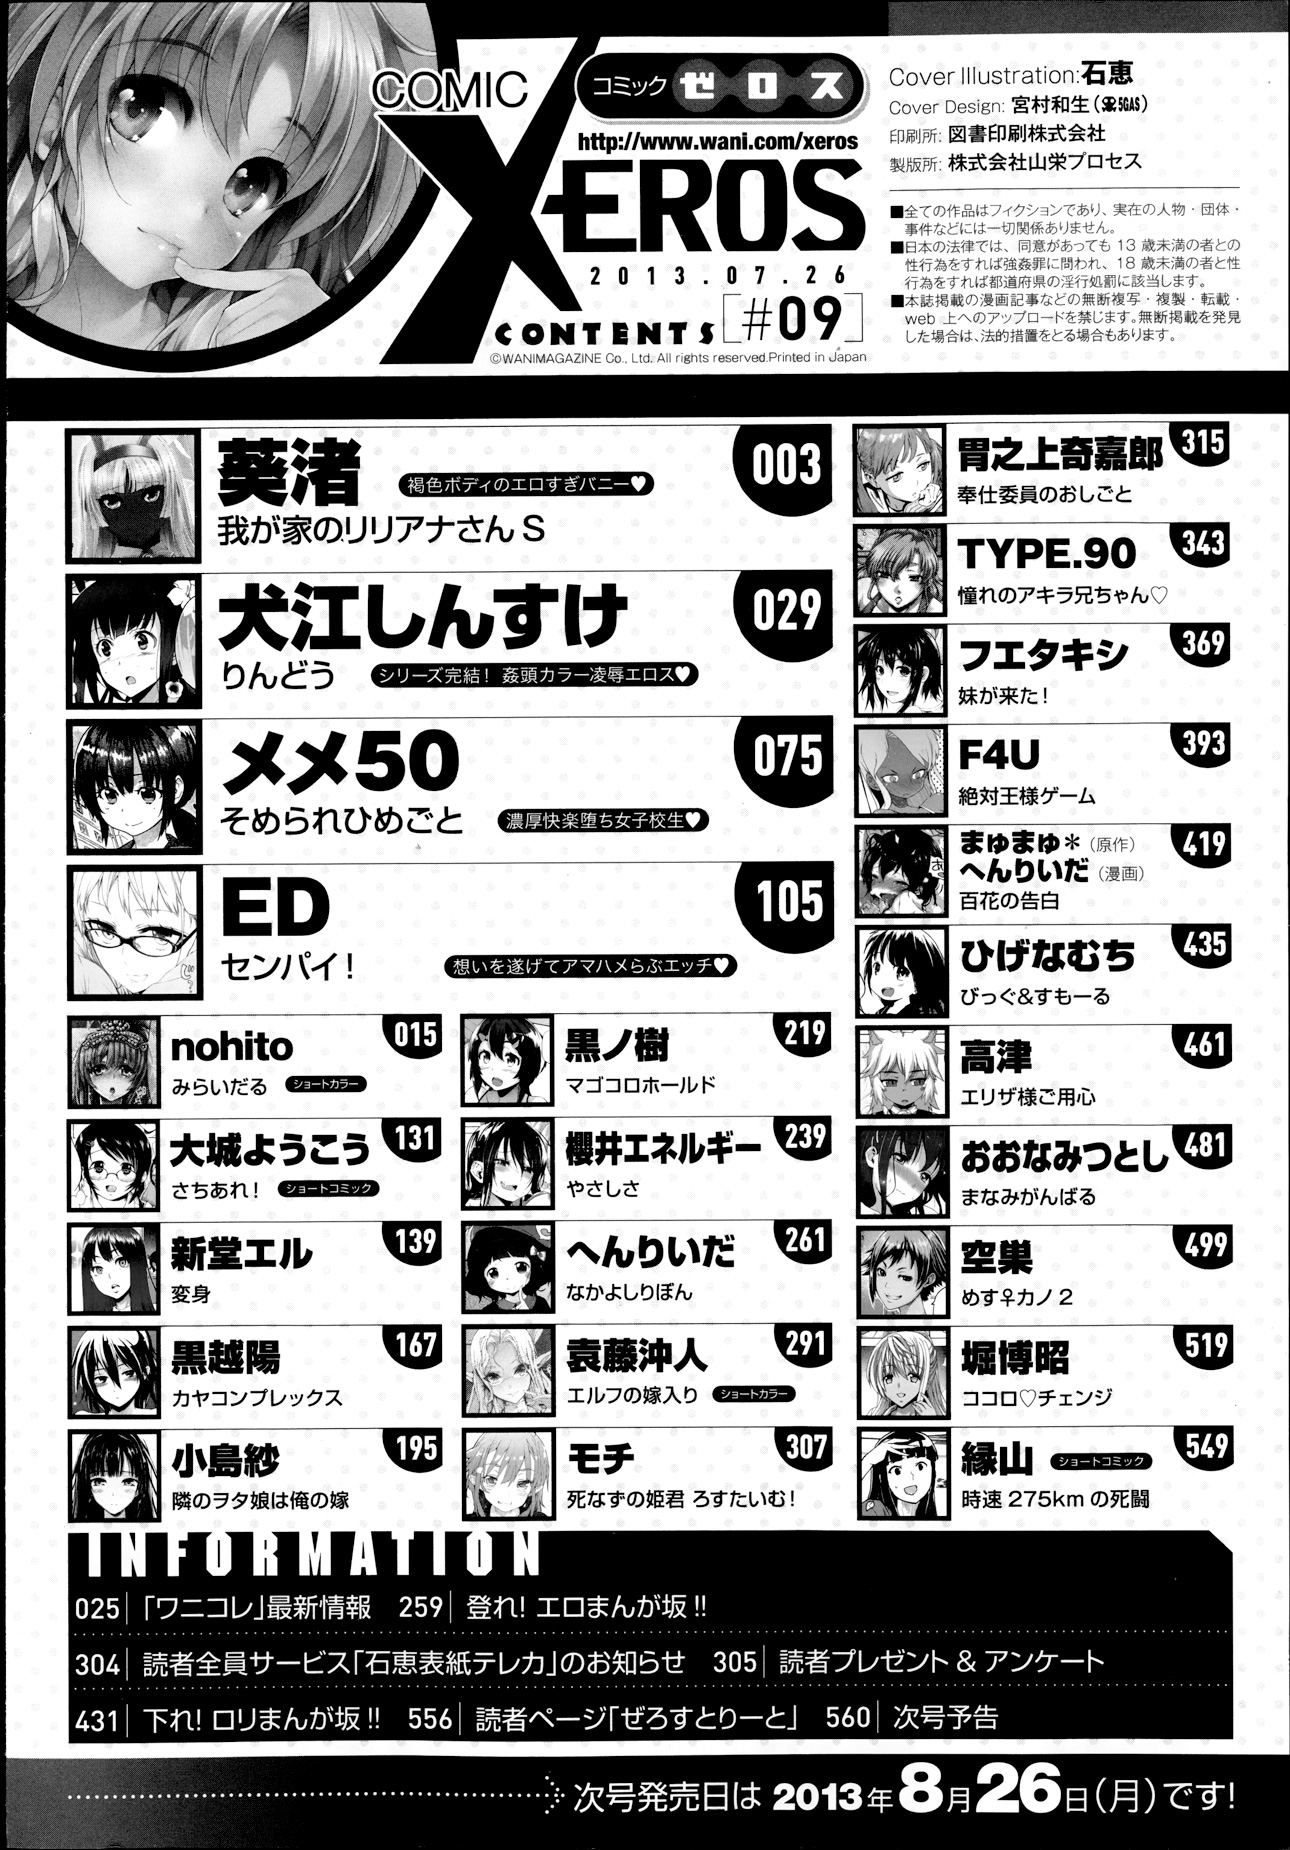 COMIC
XEROS
コミック ゼロス
http://www.wani.com/xeros
2013.07.26
CONTENTS [#09]
©WANIMAGAZINE Co., Ltd. All rights reserved.Printed in Japan
Cover Illustration:石恵
Cover Design: 宮村和生(5GAS)
印刷所: 図書印刷株式会社
製版所: 株式会社山栄プロセス
■全ての作品はフィクションであり、実在の人物・団体・
事件などには一切関係ありません。
■日本の法律では、同意があっても 13 歳未満の者との
性行為をすれば強姦罪に問われ、18 歳未満の者と性
行為をすれば都道府県の淫行処罰に該当します。
■本誌掲載の漫画記事などの無断複写・複製・転載・
web 上へのアップロードを禁じます。無断掲載を発見
した場合は、法的措置をとる場合もあります。
葵渚
褐色ボディのエロすぎバニー♥
003
我が家のリリアナさん S
犬江しんすけ
029
りんどう
シリーズ完結! 姦頭カラー凌辱エロス♥
メメ50
075
そめられひめごと
濃厚快楽堕ち女子校生♥
ED
105
センパイ!
想いを遂げてアマハメらぶエッチ♥
nohito
015
みらいだる
ショートカラー
大城ようこう
131
さちあれ!
ショートコミック
新堂エル
139
変身
黒越陽
167
カヤコンプレックス
小島紗
195
隣のヲタ娘は俺の嫁
黒ノ樹
219
マゴコロホールド
櫻井エネルギー
239
やさしさ
へんりいだ
261
なかよしりぼん
袁藤沖人
291
エルフの嫁入り
ショートカラー
モチ
307
死なずの姫君 ろすたいむ!
胃之上奇嘉郎
315
奉仕委員のおしごと
TYPE.90
343
憧れのアキラ兄ちゃん♡
フエタキシ
369
妹が来た!
F4U
393
絶対王様ゲーム
まゅまゅ*(原作)
へんりいだ(漫画)
419
百花の告白
ひげなむち
435
びっぐ&すもーる
高津
461
エリザ様ご用心
おおなみつとし
481
まなみがんばる
空巣
499
めす♀カノ 2
堀博昭
519
ココロ♡チェンジ
縁山
ショートコミック
549
時速 275km の死闘
INFORMATION
025 「ワニコレ」最新情報 259 登れ! エロまんが坂!!
304 読者全員サービス「石恵表紙テレカ」のお知らせ 305 読者プレゼント & アンケート
431 下れ! ロリまんが坂!! 556 読者ページ「ぜろすとりーと」 560 次号予告
次号発売日は 2013年8月26日(月)です!